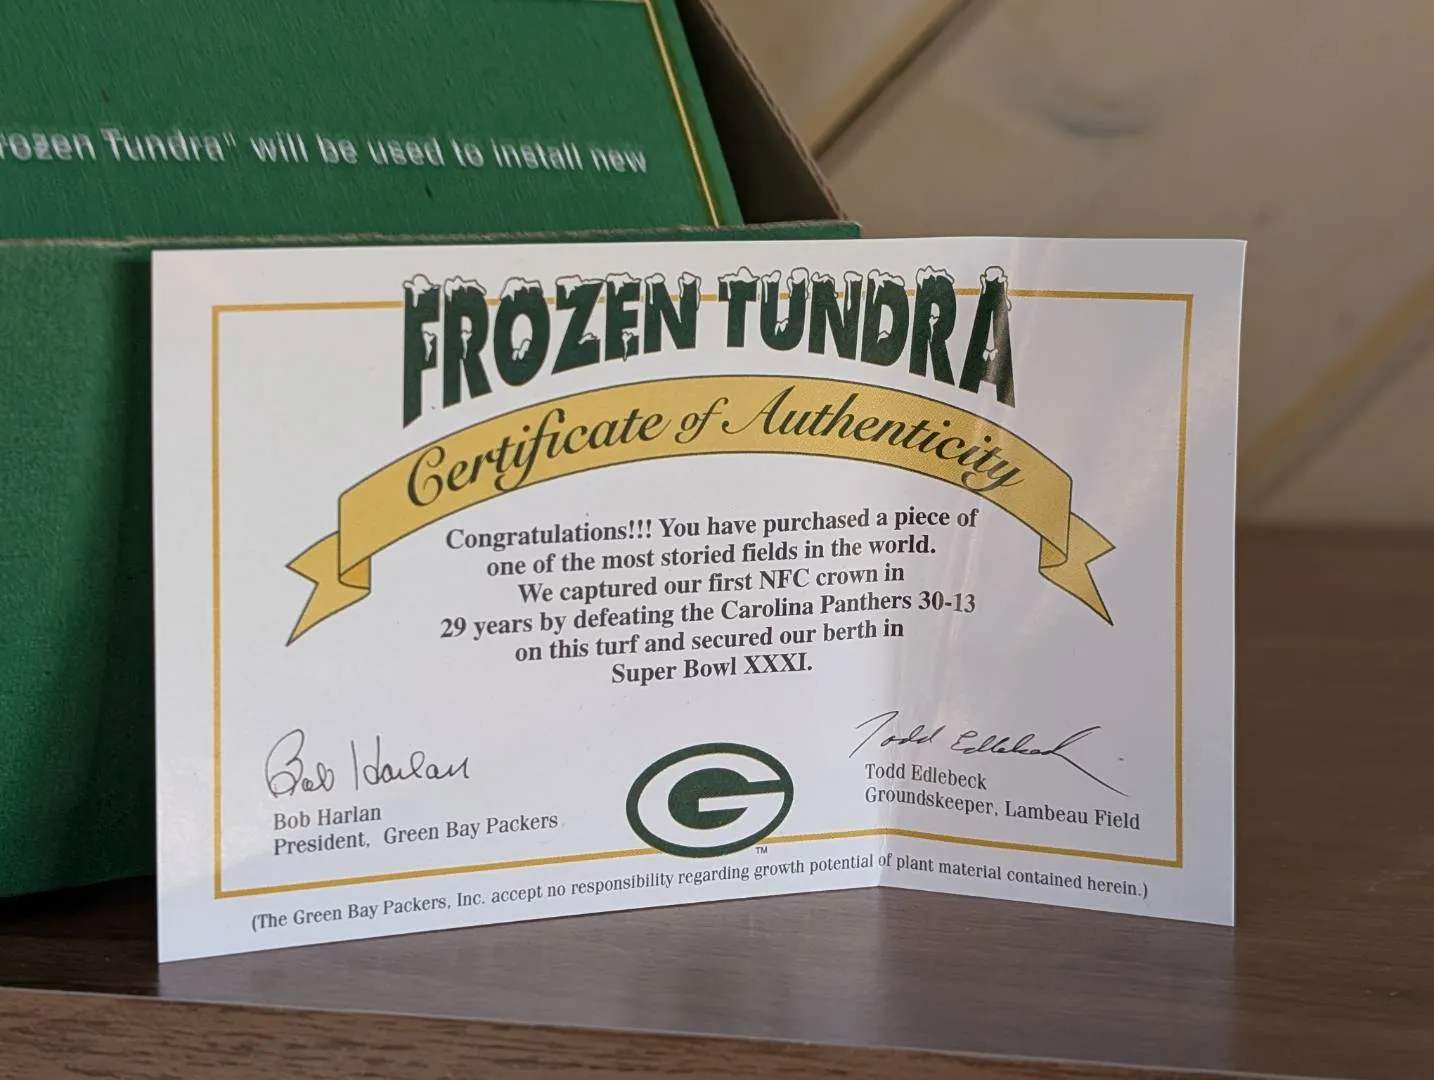 Tundra" will be used to install new
FROZEN TUNDRA
Certificate of Authenticity
Congratulations!!! You have purchased a piece of
one of the most storied fields in the world.
We captured our first NFC crown in
29 years by defeating the Carolina Panthers 30-13
on this turf and secured our berth in
Super Bowl XXXI.
Bob Harlan
Todd Edlebeck
Bob Harlan
President, Green Bay Packers
G
TM
Todd Edlebeck
Groundskeeper, Lambeau Field
(The Green Bay Packers, Inc. accept no responsibility regarding growth potential of plant material contained herein.)